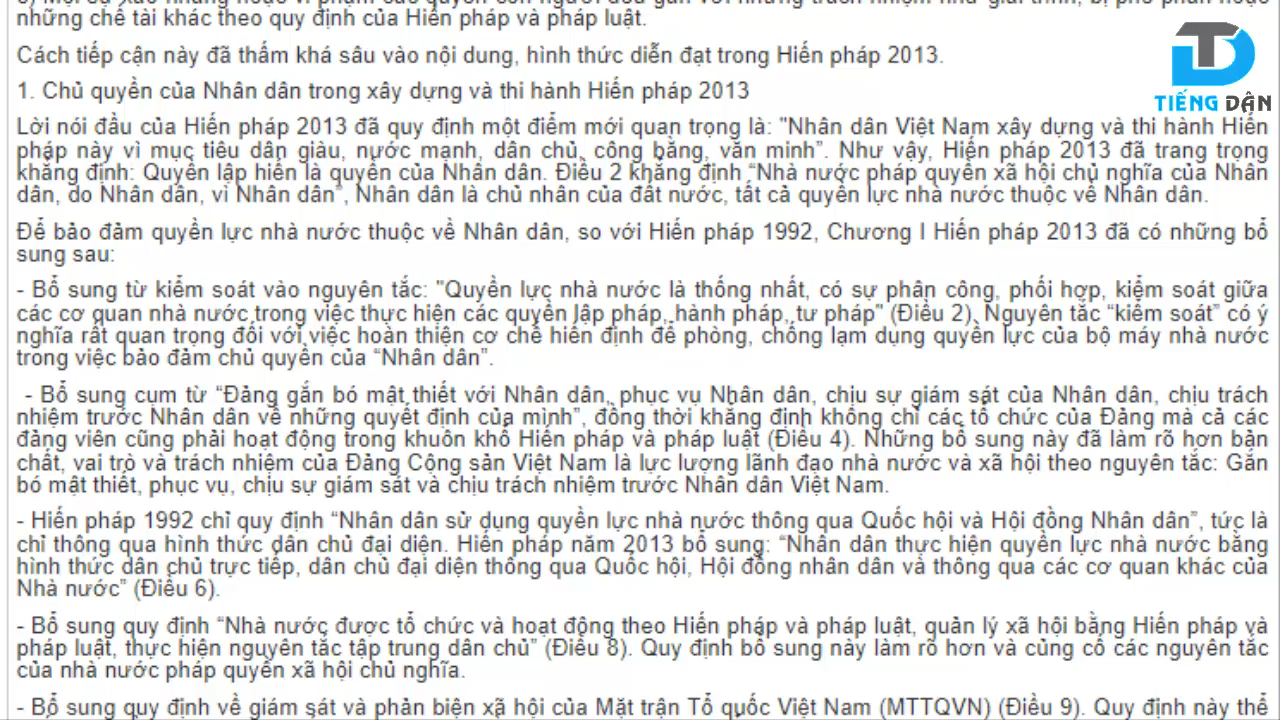 những chế tài khác theo quy định của Hiến pháp và pháp luật.
Cách tiếp cận này đã thấm khá sâu vào nội dung, hình thức diễn đạt trong Hiến pháp 2013.
TIẾNG DÂN
1. Chủ quyền của Nhân dân trong xây dựng và thi hành Hiến pháp 2013
Lời nói đầu của Hiến pháp 2013 đã quy định một điểm mới quan trọng là: "Nhân dân Việt Nam xây dựng và thi hành Hiến
pháp này vì mục tiêu dân giàu, nước mạnh, dân chủ, công bằng, văn minh”. Như vậy, Hiến pháp 2013 đã trang trọng
khẳng định: Quyền lập hiến là quyền của Nhân dân. Điều 2 khẳng định “Nhà nước pháp quyền xã hội chủ nghĩa của Nhân
dân, do Nhân dân, vì Nhân dân”, Nhân dân là chủ nhân của đất nước, tất cả quyền lực nhà nước thuộc về Nhân dân.
Để bảo đảm quyền lực nhà nước thuộc về Nhân dân, so với Hiến pháp 1992, Chương I Hiến pháp 2013 đã có những bổ
sung sau:
- Bổ sung từ kiểm soát vào nguyên tắc: "Quyền lực nhà nước là thống nhất, có sự phân công, phối hợp, kiểm soát giữa
các cơ quan nhà nước trong việc thực hiện các quyền lập pháp, hành pháp, tư pháp" (Điều 2). Nguyên tắc “kiểm soát” có ý
nghĩa rất quan trọng đối với việc hoàn thiện cơ chế hiến định để phòng, chống lạm dụng quyền lực của bộ máy nhà nước
trong việc bảo đảm chủ quyền của “Nhân dân”.
- Bổ sung cụm từ “Đảng gắn bó mật thiết với Nhân dân, phục vụ Nhân dân, chịu sự giám sát của Nhân dân, chịu trách
nhiệm trước Nhân dân về những quyết định của mình”, đồng thời khẳng định không chỉ các tổ chức của Đảng mà cả các
đảng viên cũng phải hoạt động trong khuôn khổ Hiến pháp và pháp luật (Điều 4). Những bổ sung này đã làm rõ hơn bản
chất, vai trò và trách nhiệm của Đảng Cộng sản Việt Nam là lực lượng lãnh đạo nhà nước và xã hội theo nguyên tắc: Gắn
bó mật thiết, phục vụ, chịu sự giám sát và chịu trách nhiệm trước Nhân dân Việt Nam.
- Hiến pháp 1992 chỉ quy định “Nhân dân sử dụng quyền lực nhà nước thông qua Quốc hội và Hội đồng Nhân dân”, tức là
chỉ thông qua hình thức dân chủ đại diện. Hiến pháp năm 2013 bổ sung: “Nhân dân thực hiện quyền lực nhà nước bằng
hình thức dân chủ trực tiếp, dân chủ đại diện thông qua Quốc hội, Hội đồng nhân dân và thông qua các cơ quan khác của
Nhà nước” (Điều 6).
- Bổ sung quy định “Nhà nước được tổ chức và hoạt động theo Hiến pháp và pháp luật, quản lý xã hội bằng Hiến pháp và
pháp luật, thực hiện nguyên tắc tập trung dân chủ” (Điều 8). Quy định bổ sung này làm rõ hơn và củng cố các nguyên tắc
của nhà nước pháp quyền xã hội chủ nghĩa.
- Bổ sung quy định về giám sát và phản biện xã hội của Mặt trận Tổ quốc Việt Nam (MTTQVN) (Điều 9). Quy định này thể